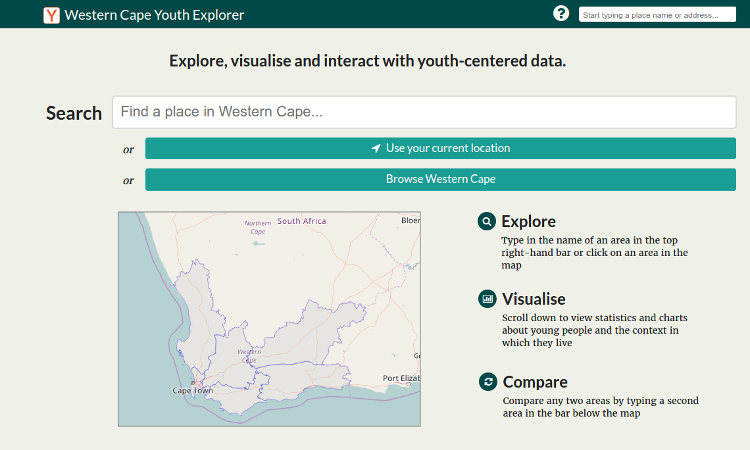 Y Western Cape Youth Explorer
?
Start typing a place name or address...
Explore, visualise and interact with youth-centered data.
Search
Find a place in Western Cape...
or
Use your current location
or
Browse Western Cape
Northern
Cape
South Africa
Bloer
Western
Cape
Cape Town
Gr
Port Elizab
Explore
Type in the name of an area in the top
right-hand bar or click on an area in the
map
Visualise
Scroll down to view statistics and charts
about young people and the context in
which they live
Compare
Compare any two areas by typing a second
area in the bar below the map